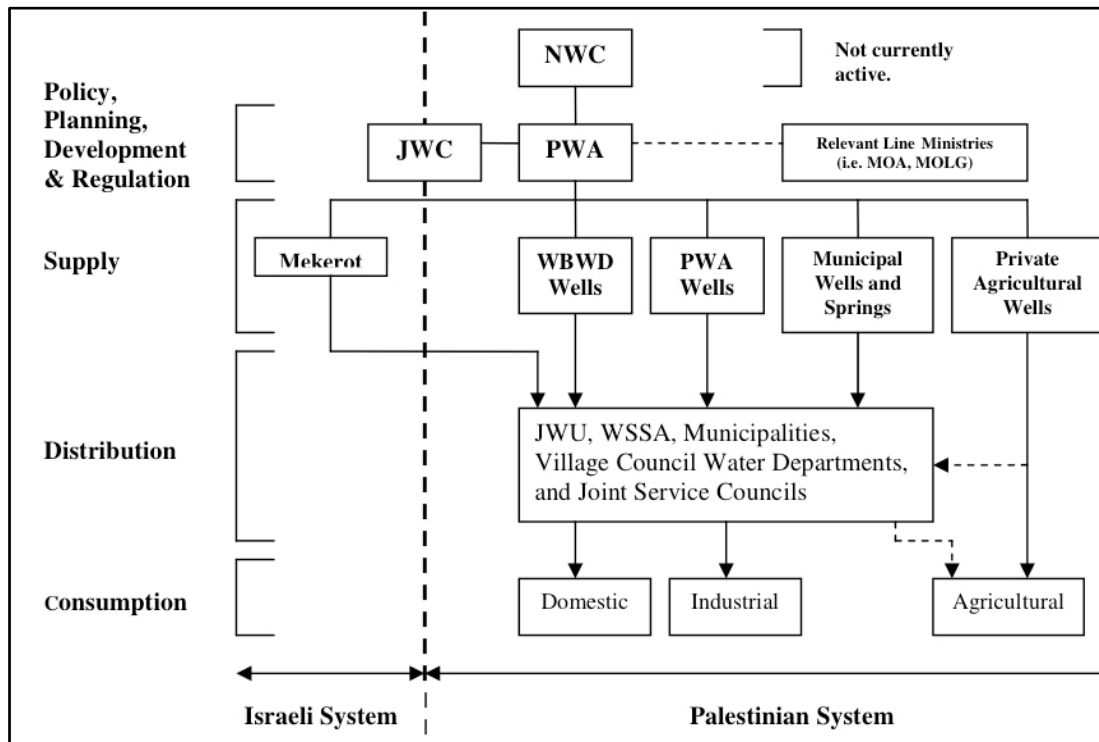 NWC
Not currently
active.
Policy,
Planning,
Development
& Regulation
JWC
PWA
Relevant Line Ministries
(i.e. MOA, MOLG)
Supply
Mekerot
WBWD
Wells
PWA
Wells
Municipal
Wells and
Springs
Private
Agricultural
Wells
Distribution
JWU, WSSA, Municipalities,
Village Council Water Departments,
and Joint Service Councils
Consumption
Domestic
Industrial
Agricultural
Israeli System
Palestinian System